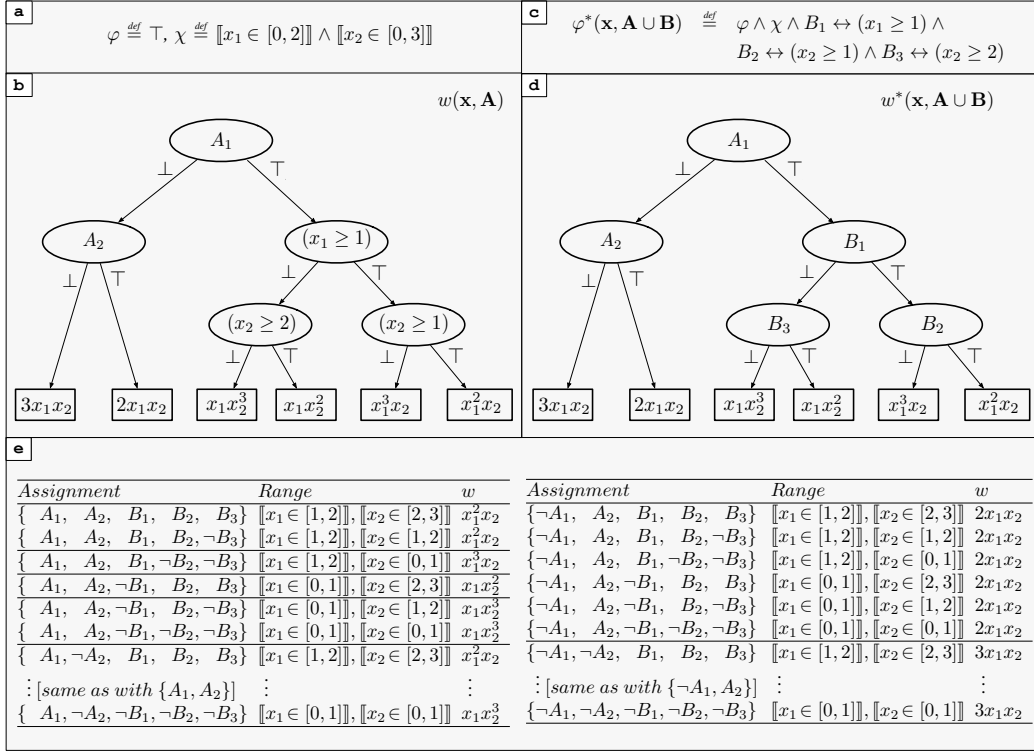 a
φ ≝ ⊤, χ ≝ ⟦x₁ ∈ [0, 2]⟧ ∧ ⟦x₂ ∈ [0, 3]⟧
c
φ*(x, A ∪ B) ≝ φ ∧ χ ∧ B₁ ↔ (x₁ ≥ 1) ∧
B₂ ↔ (x₂ ≥ 1) ∧ B₃ ↔ (x₂ ≥ 2)
b
w(x, A)
A₁
⊥ ⊤
A₂ (x₁ ≥ 1)
⊥ ⊤ ⊥ ⊤
(x₂ ≥ 2) (x₂ ≥ 1)
⊥ ⊤ ⊥ ⊤
3x₁x₂ 2x₁x₂ x₁x₂³ x₁x₂² x₁³x₂ x₁²x₂
d
w*(x, A ∪ B)
A₁
⊥ ⊤
A₂ B₁
⊥ ⊤ ⊥ ⊤
B₃ B₂
⊥ ⊤ ⊥ ⊤
3x₁x₂ 2x₁x₂ x₁x₂³ x₁x₂² x₁³x₂ x₁²x₂
e
Assignment Range w
{ A₁, A₂, B₁, B₂, B₃} ⟦x₁ ∈ [1, 2]⟧, ⟦x₂ ∈ [2, 3]⟧ x₁²x₂
{ A₁, A₂, B₁, B₂, ¬B₃} ⟦x₁ ∈ [1, 2]⟧, ⟦x₂ ∈ [1, 2]⟧ x₁²x₂
{ A₁, A₂, B₁, ¬B₂, ¬B₃} ⟦x₁ ∈ [1, 2]⟧, ⟦x₂ ∈ [0, 1]⟧ x₁³x₂
{ A₁, A₂, ¬B₁, B₂, B₃} ⟦x₁ ∈ [0, 1]⟧, ⟦x₂ ∈ [2, 3]⟧ x₁x₂²
{ A₁, A₂, ¬B₁, B₂, ¬B₃} ⟦x₁ ∈ [0, 1]⟧, ⟦x₂ ∈ [1, 2]⟧ x₁x₂³
{ A₁, A₂, ¬B₁, ¬B₂, ¬B₃} ⟦x₁ ∈ [0, 1]⟧, ⟦x₂ ∈ [0, 1]⟧ x₁x₂³
{ A₁, ¬A₂, B₁, B₂, B₃} ⟦x₁ ∈ [1, 2]⟧, ⟦x₂ ∈ [2, 3]⟧ x₁²x₂
⋮ [same as with {A₁, A₂}] ⋮ ⋮
{ A₁, ¬A₂, ¬B₁, ¬B₂, ¬B₃} ⟦x₁ ∈ [0, 1]⟧, ⟦x₂ ∈ [0, 1]⟧ x₁x₂³
Assignment Range w
{¬A₁, A₂, B₁, B₂, B₃} ⟦x₁ ∈ [1, 2]⟧, ⟦x₂ ∈ [2, 3]⟧ 2x₁x₂
{¬A₁, A₂, B₁, B₂, ¬B₃} ⟦x₁ ∈ [1, 2]⟧, ⟦x₂ ∈ [1, 2]⟧ 2x₁x₂
{¬A₁, A₂, B₁, ¬B₂, ¬B₃} ⟦x₁ ∈ [1, 2]⟧, ⟦x₂ ∈ [0, 1]⟧ 2x₁x₂
{¬A₁, A₂, ¬B₁, B₂, B₃} ⟦x₁ ∈ [0, 1]⟧, ⟦x₂ ∈ [2, 3]⟧ 2x₁x₂
{¬A₁, A₂, ¬B₁, B₂, ¬B₃} ⟦x₁ ∈ [0, 1]⟧, ⟦x₂ ∈ [1, 2]⟧ 2x₁x₂
{¬A₁, A₂, ¬B₁, ¬B₂, ¬B₃} ⟦x₁ ∈ [0, 1]⟧, ⟦x₂ ∈ [0, 1]⟧ 2x₁x₂
{¬A₁, ¬A₂, B₁, B₂, B₃} ⟦x₁ ∈ [1, 2]⟧, ⟦x₂ ∈ [2, 3]⟧ 3x₁x₂
⋮ [same as with {¬A₁, A₂}] ⋮ ⋮
{¬A₁, ¬A₂, ¬B₁, ¬B₂, ¬B₃} ⟦x₁ ∈ [0, 1]⟧, ⟦x₂ ∈ [0, 1]⟧ 3x₁x₂